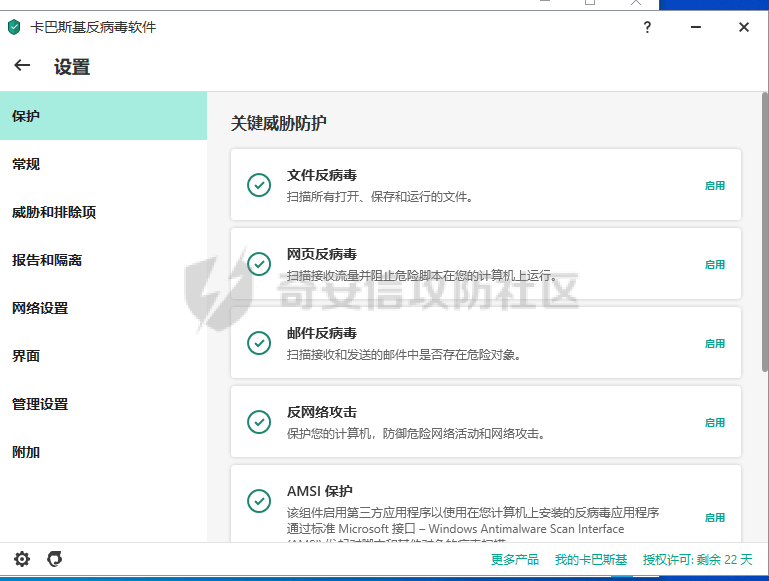 卡巴斯基反病毒软件
?
设置
保护
常规
威胁和排除项
报告和隔离
网络设置
界面
管理设置
附加
关键威胁防护
文件反病毒
扫描所有打开、保存和运行的文件。
启用
网页反病毒
扫描接收流量并阻止危险脚本在您的计算机上运行。
启用
奇安信攻防社区
邮件反病毒
扫描接收和发送的邮件中是否存在危险对象。
启用
反网络攻击
保护您的计算机，防御危险网络活动和网络攻击。
启用
AMSI 保护
该组件启用第三方应用程序以使用在您计算机上安装的反病毒应用程序
通过标准 Microsoft 接口 – Windows Antimalware Scan Interface
启用
更多产品
我的卡巴斯基
授权许可: 剩余 22 天